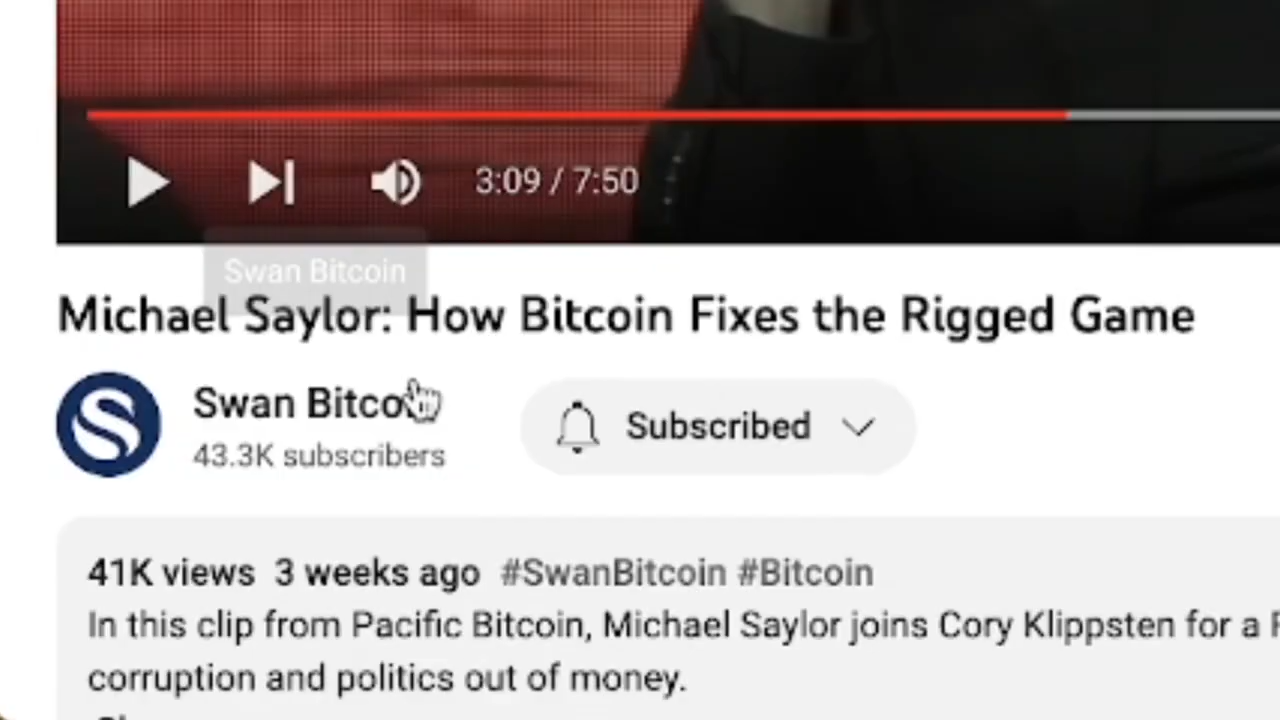 3:09 / 7:50
Swan Bitcoin
Michael Saylor: How Bitcoin Fixes the Rigged Game
Swan Bitco
Subscribed
43.3K subscribers
41K views 3 weeks ago #SwanBitcoin #Bitcoin
In this clip from Pacific Bitcoin, Michael Saylor joins Cory Klippsten for a
corruption and politics out of money.